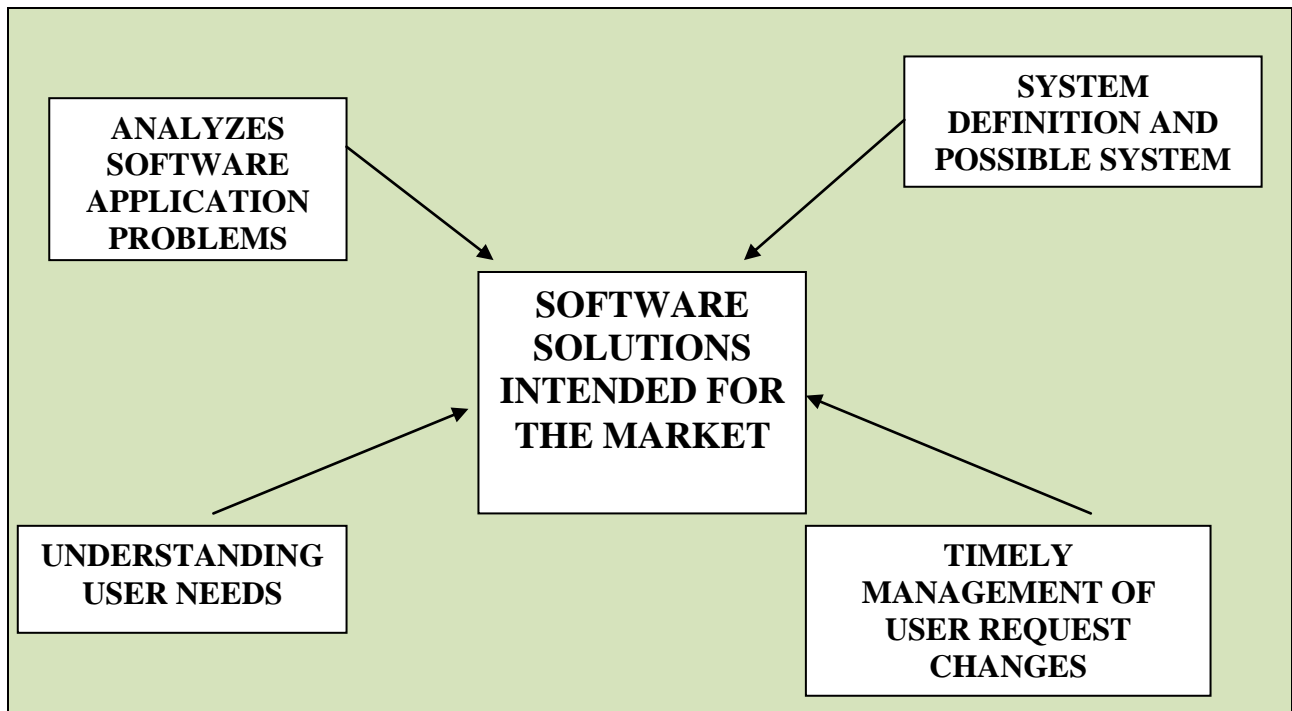 ANALYZES
SOFTWARE
APPLICATION
PROBLEMS
SYSTEM
DEFINITION AND
POSSIBLE SYSTEM
SOFTWARE
SOLUTIONS
INTENDED FOR
THE MARKET
UNDERSTANDING
USER NEEDS
TIMELY
MANAGEMENT OF
USER REQUEST
CHANGES